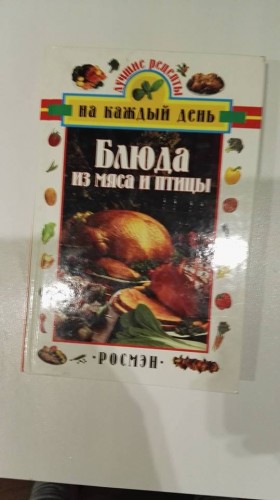 Лучшие рецепты
на каждый день
Блюда
из мяса и птицы
·РОСМЭН·